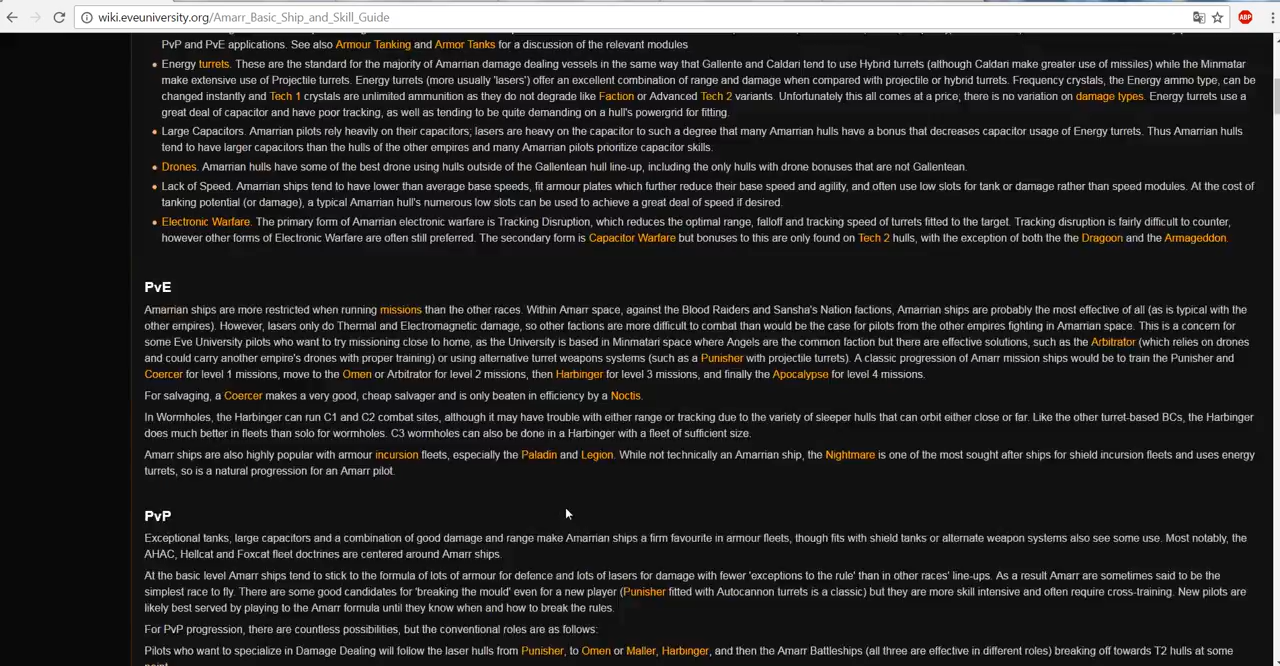 wiki.eveuniversity.org/Amarr_Basic_Ship_and_Skill_Guide
ABP
PvP and PvE applications. See also Armour Tanking and Armor Tanks for a discussion of the relevant modules
Energy turrets. These are the standard for the majority of Amarrian damage dealing vessels in the same way that Gallente and Caldari tend to use Hybrid turrets (although Caldari make greater use of missiles) while the Minmatar
make extensive use of Projectile turrets. Energy turrets (more usually 'lasers') offer an excellent combination of range and damage when compared with projectile or hybrid turrets. Frequency crystals, the Energy ammo type, can be
changed instantly and Tech 1 crystals are unlimited ammunition as they do not degrade like Faction or Advanced Tech 2 variants. Unfortunately this all comes at a price; there is no variation on damage types. Energy turrets use a
great deal of capacitor and have poor tracking, as well as tending to be quite demanding on a hull's powergrid for fitting.
Large Capacitors. Amarrian pilots rely heavily on their capacitors; lasers are heavy on the capacitor to such a degree that many Amarrian hulls have a bonus that decreases capacitor usage of Energy turrets. Thus Amarrian hulls
tend to have larger capacitors than the hulls of the other empires and many Amarrian pilots prioritize capacitor skills.
Drones. Amarrian hulls have some of the best drone using hulls outside of the Gallentean hull line-up, including the only hulls with drone bonuses that are not Gallentean.
Lack of Speed. Amarrian ships tend to have lower than average base speeds, fit armour plates which further reduce their base speed and agility, and often use low slots for tank or damage rather than speed modules. At the cost of
tanking potential (or damage), a typical Amarrian hull's numerous low slots can be used to achieve a great deal of speed if desired.
Electronic Warfare. The primary form of Amarrian electronic warfare is Tracking Disruption, which reduces the optimal range, falloff and tracking speed of turrets fitted to the target. Tracking disruption is fairly difficult to counter,
however other forms of Electronic Warfare are often still preferred. The secondary form is Capacitor Warfare but bonuses to this are only found on Tech 2 hulls, with the exception of both the the Dragoon and the Armageddon.
PvE
Amarrian ships are more restricted when running missions than the other races. Within Amarr space, against the Blood Raiders and Sansha's Nation factions, Amarrian ships are probably the most effective of all (as is typical with the
other empires). However, lasers only do Thermal and Electromagnetic damage, so other factions are more difficult to combat than would be the case for pilots from the other empires fighting in Amarrian space. This is a concern for
some Eve University pilots who want to try missioning close to home, as the University is based in Minmatari space where Angels are the common faction but there are effective solutions, such as the Arbitrator (which relies on drones
and could carry another empire's drones with proper training) or using alternative turret weapons systems (such as a Punisher with projectile turrets). A classic progression of Amarr mission ships would be to train the Punisher and
Coercer for level 1 missions, move to the Omen or Arbitrator for level 2 missions, then Harbinger for level 3 missions, and finally the Apocalypse for level 4 missions.
For salvaging, a Coercer makes a very good, cheap salvager and is only beaten in efficiency by a Noctis.
In Wormholes, the Harbinger can run C1 and C2 combat sites, although it may have trouble with either range or tracking due to the variety of sleeper hulls that can orbit either close or far. Like the other turret-based BCs, the Harbinger
does much better in fleets than solo for wormholes. C3 wormholes can also be done in a Harbinger with a fleet of sufficient size.
Amarr ships are also highly popular with armour incursion fleets, especially the Paladin and Legion. While not technically an Amarrian ship, the Nightmare is one of the most sought after ships for shield incursion fleets and uses energy
turrets, so is a natural progression for an Amarr pilot.
PvP
Exceptional tanks, large capacitors and a combination of good damage and range make Amarrian ships a firm favourite in armour fleets, though fits with shield tanks or alternate weapon systems also see some use. Most notably, the
AHAC, Hellcat and Foxcat fleet doctrines are centered around Amarr ships.
At the basic level Amarr ships tend to stick to the formula of lots of armour for defence and lots of lasers for damage with fewer 'exceptions to the rule' than in other races' line-ups. As a result Amarr are sometimes said to be the
simplest race to fly. There are some good candidates for 'breaking the mould' even for a new player (Punisher fitted with Autocannon turrets is a classic) but they are more skill intensive and often require cross-training. New pilots are
likely best served by playing to the Amarr formula until they know when and how to break the rules.
For PvP progression, there are countless possibilities, but the conventional roles are as follows:
Pilots who want to specialize in Damage Dealing will follow the laser hulls from Punisher, to Omen or Maller, Harbinger, and then the Amarr Battleships (all three are effective in different roles) breaking off towards T2 hulls at some